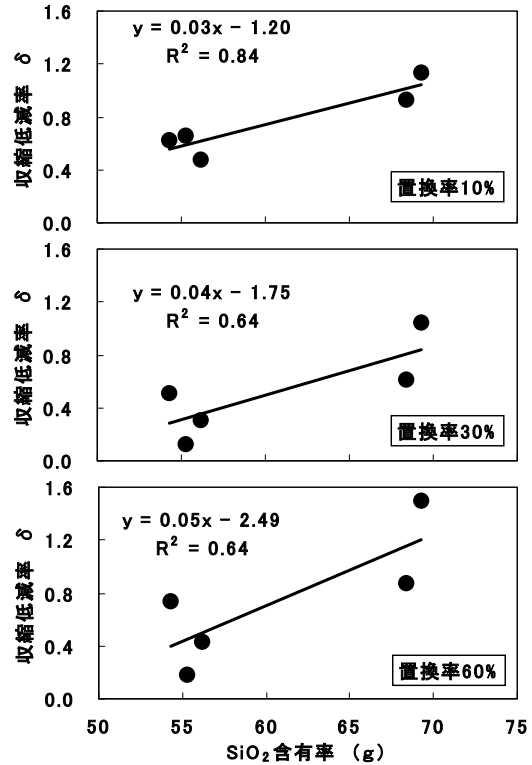 1.6
1.2
0.8
0.4
0.0
収縮低減率 δ
y = 0.03x − 1.20
R² = 0.84
置換率10%
1.6
1.2
0.8
0.4
0.0
収縮低減率 δ
y = 0.04x − 1.75
R² = 0.64
置換率30%
1.6
1.2
0.8
0.4
0.0
収縮低減率 δ
y = 0.05x − 2.49
R² = 0.64
置換率60%
50 55 60 65 70 75
SiO₂含有率 (g)